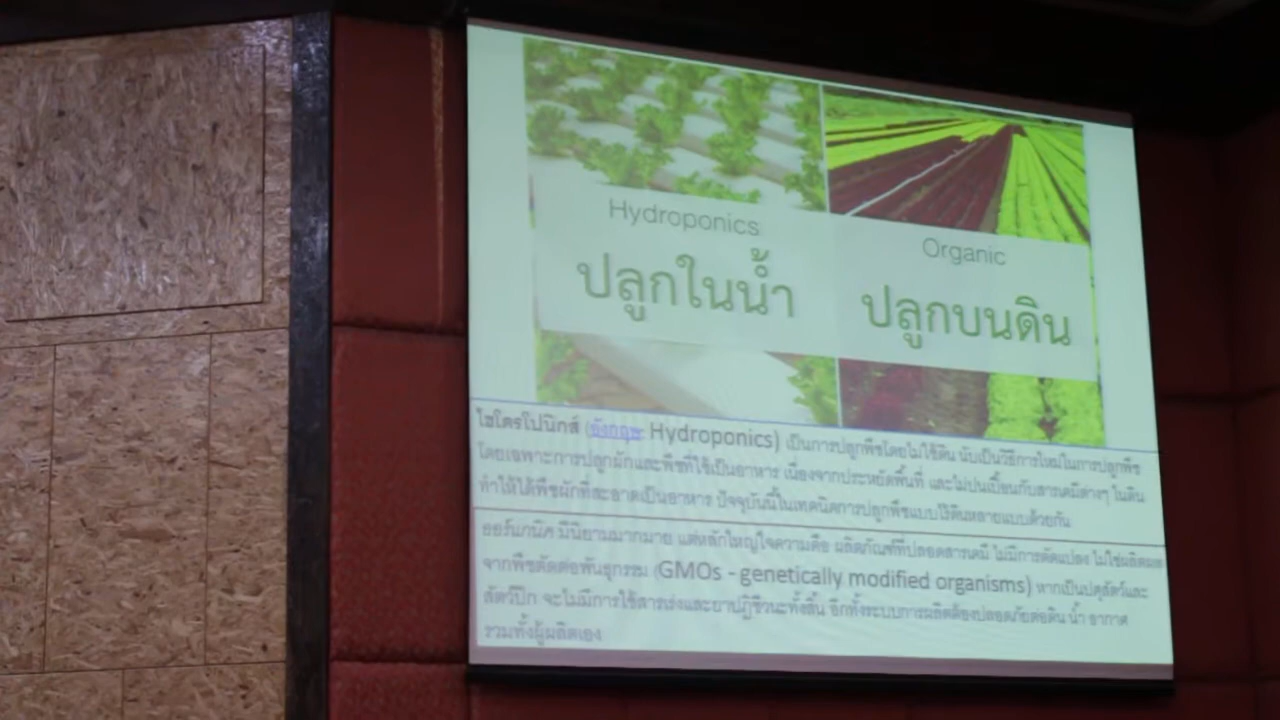 Hydroponics
ปลูกในน้ำ
Organic
ปลูกบนดิน
ไฮโดรโปนิกส์ (อังกฤษ: Hydroponics) เป็นการปลูกพืชโดยไม่ใช้ดิน นับเป็นวิธีการใหม่ในการปลูกพืช
โดยเฉพาะการปลูกผักและพืชที่ใช้เป็นอาหาร เนื่องจากประหยัดพื้นที่ และไม่ปนเปื้อนกับสารเคมีต่างๆ ในดิน
ทำให้ได้พืชผักที่สะอาดเป็นอาหาร ปัจจุบันนี้ในเทคนิคการปลูกพืชแบบไร้ดินหลายแบบด้วยกัน
ออร์แกนิค มีนิยามมากมาย แต่หลักใหญ่ใจความคือ ผลิตภัณฑ์ที่ปลอดสารเคมี ไม่มีการดัดแปลง ไม่ใช่ผลิตผล
จากพืชตัดต่อพันธุกรรม (GMOs - genetically modified organisms) หากเป็นปศุสัตว์และ
สัตว์ปีก จะไม่มีการใช้สารเร่งและยาปฏิชีวนะทั้งสิ้น อีกทั้งระบบการผลิตต้องปลอดภัยต่อดิน น้ำ อากาศ
รวมทั้งผู้ผลิตเอง